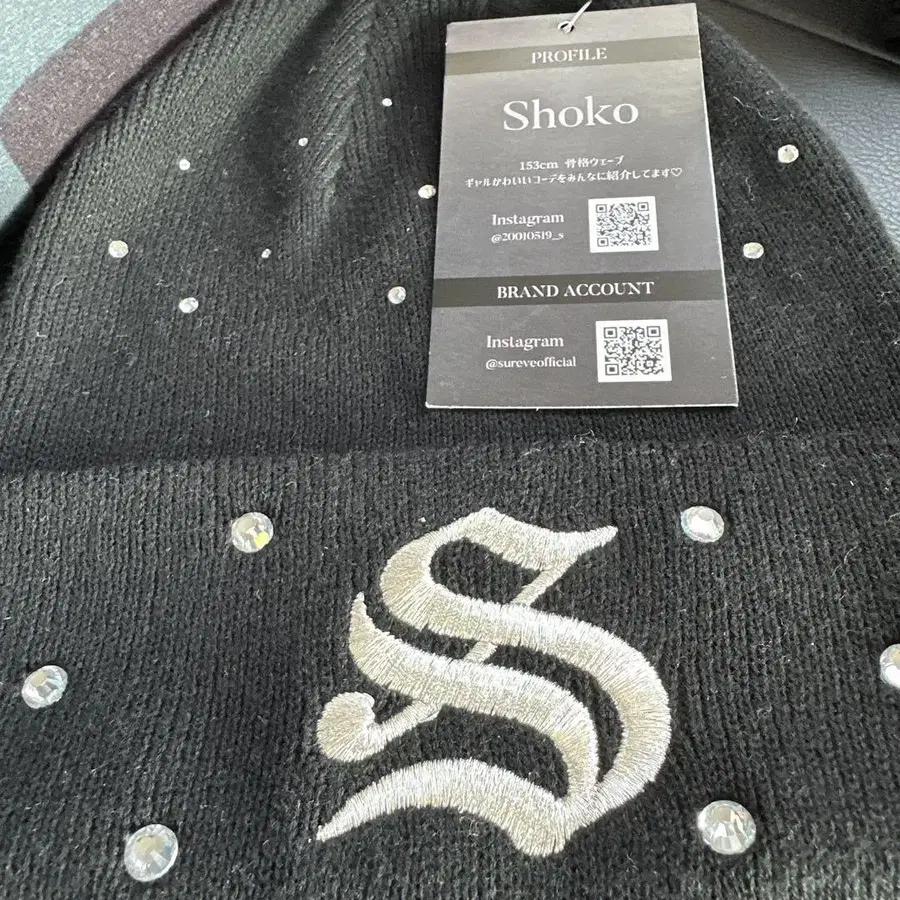 PROFILE
Shoko
153cm 骨格ウェーブ
ギャルかわいいコーデをみんなに紹介してます♡
Instagram
@20010519_s
BRAND ACCOUNT
Instagram
@sureveofficial
S